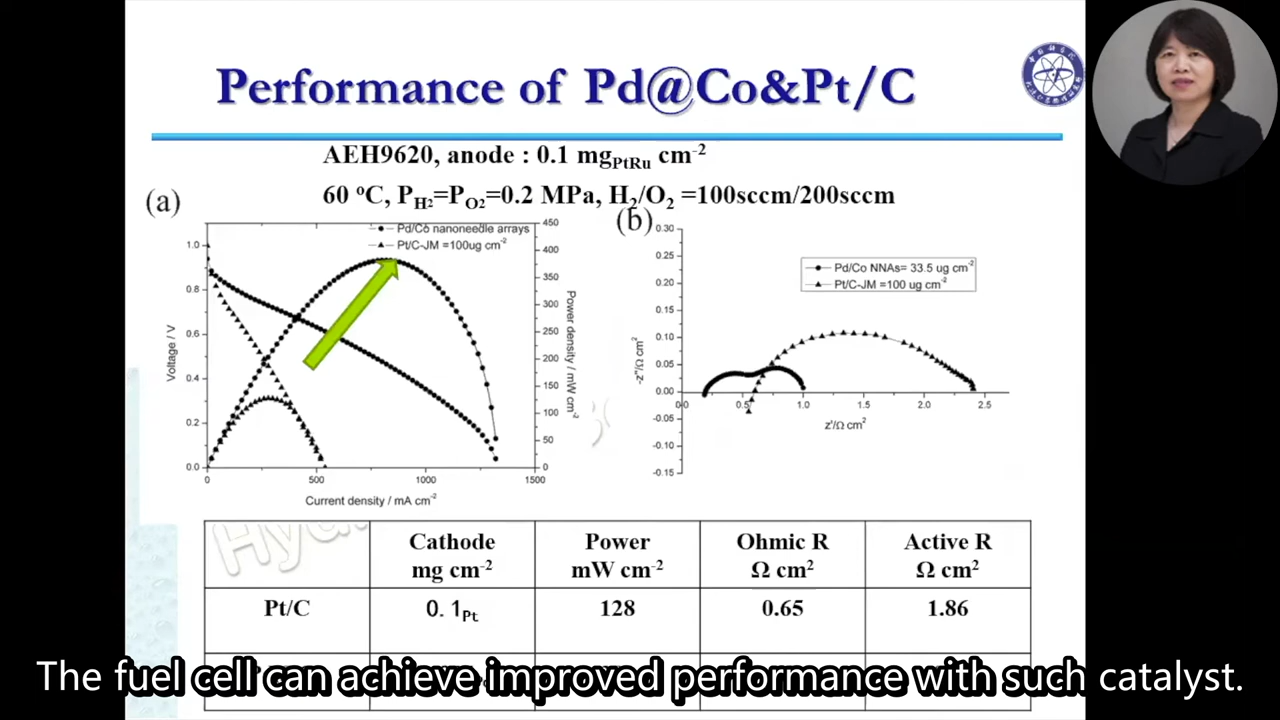 Performance of Pd@Co&Pt/C
AEH9620, anode : 0.1 mgPtRu cm-2
60 oC, PH2=PO2=0.2 MPa, H2/O2 =100sccm/200sccm
(a)
Pd/Co nanoneedle arrays
Pt/C-JM =100ug cm-2
Voltage / V
1.0
0.8
0.6
0.4
0.2
0.0
450
400
350
300
250
200
150
100
50
0
Power density / mW cm-2
0 500 1000 1500
Current density / mA cm-2
(b)
Pd/Co NNAs= 33.5 ug cm-2
Pt/C-JM =100 ug cm-2
-z''/Ω cm2
0.30
0.25
0.20
0.15
0.10
0.05
0.00
-0.05
-0.10
-0.15
0.0 0.5 1.0 1.5 2.0 2.5
z'/Ω cm2
Cathode mg cm-2 Power mW cm-2 Ohmic R Ω cm2 Active R Ω cm2
Pt/C 0.1Pt 128 0.65 1.86
The fuel cell can achieve improved performance with such catalyst.